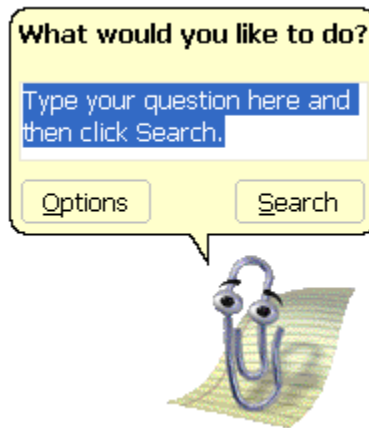 What would you like to do?
Type your question here and
then click Search.
Options
Search